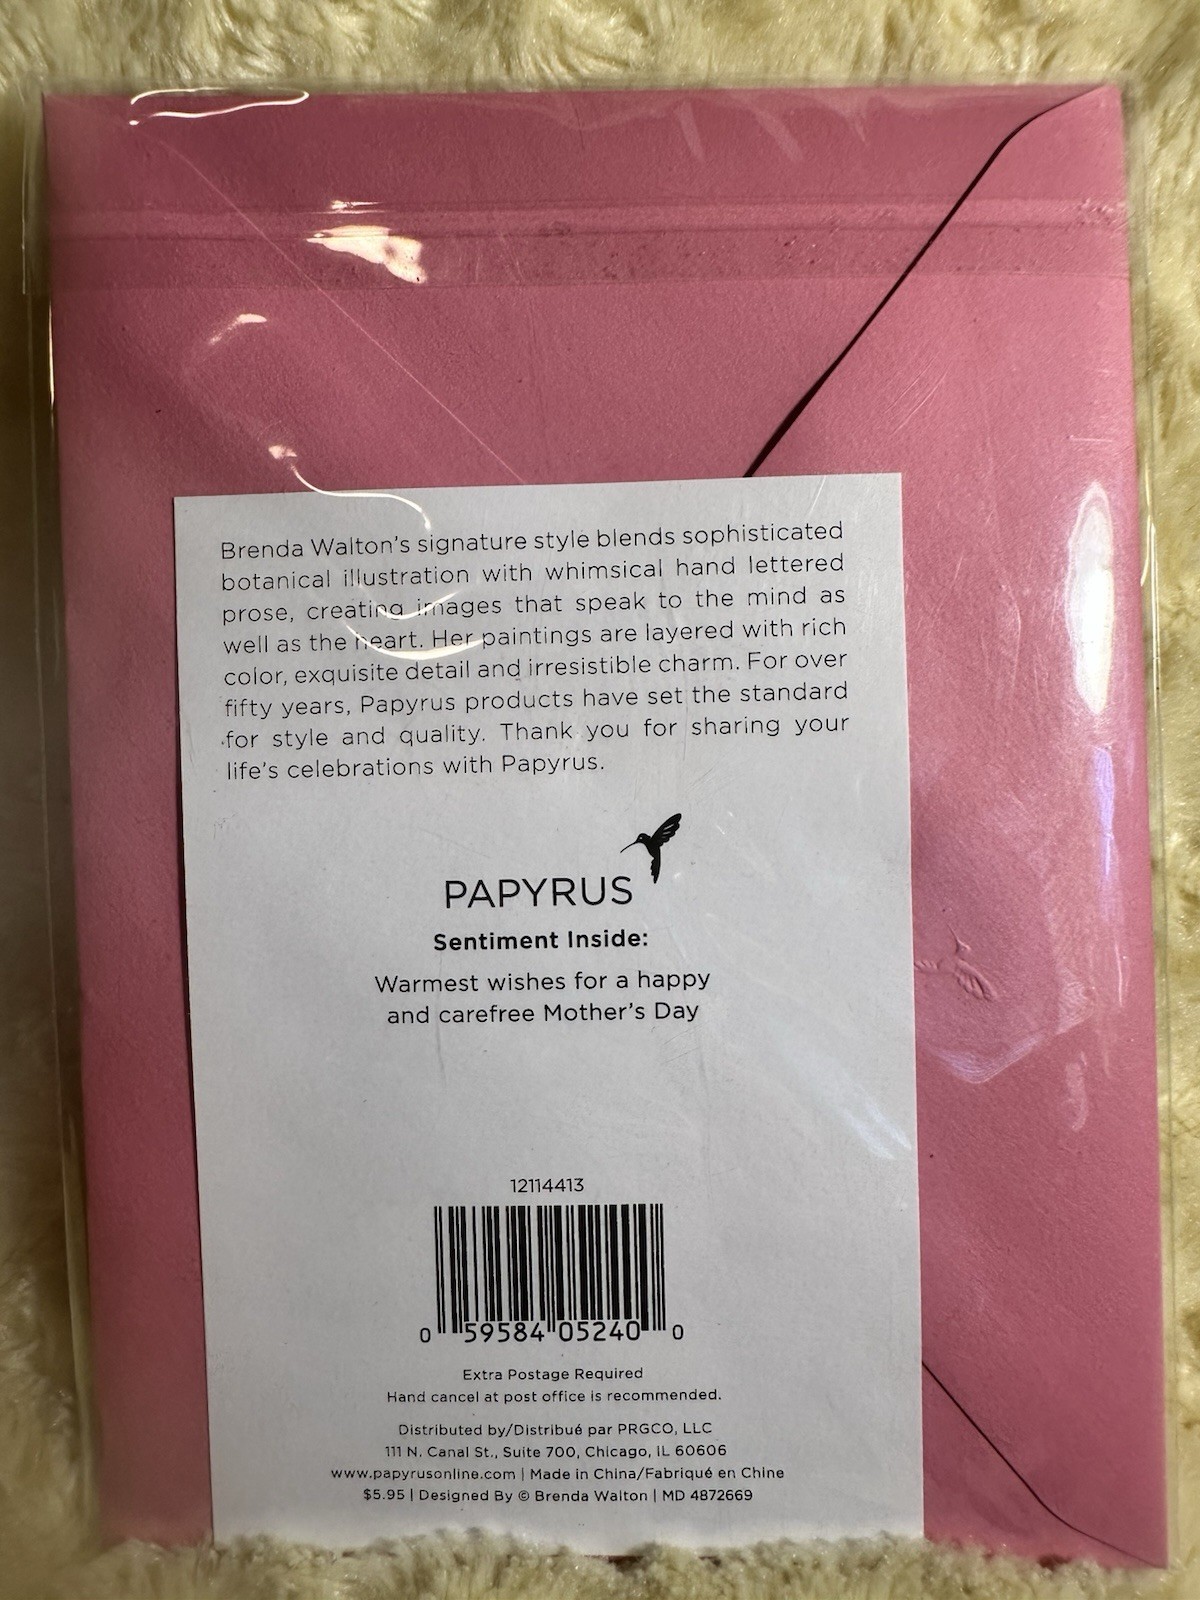 Brenda Walton's signature style blends sophisticated
botanical illustration with whimsical hand lettered
prose, creating images that speak to the mind as
well as the heart. Her paintings are layered with rich
color, exquisite detail and irresistible charm. For over
fifty years, Papyrus products have set the standard
for style and quality. Thank you for sharing your
life's celebrations with Papyrus.
PAPYRUS
Sentiment Inside:
Warmest wishes for a happy
and carefree Mother's Day
12114413
0 59584 05240 0
Extra Postage Required
Hand cancel at post office is recommended.
Distributed by/Distribué par PRGCO, LLC
111 N. Canal St., Suite 700, Chicago, IL 60606
www.papyrusonline.com | Made in China/Fabriqué en Chine
$5.95 | Designed By © Brenda Walton | MD 4872669